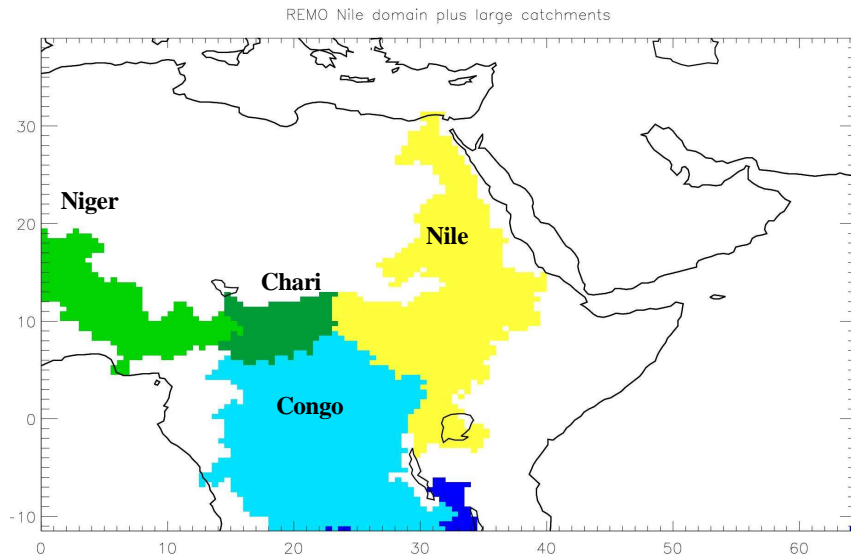 REMO Nile domain plus large catchments
30
Niger
20
Nile
Chari
10
Congo
0
-10
0 10 20 30 40 50 60